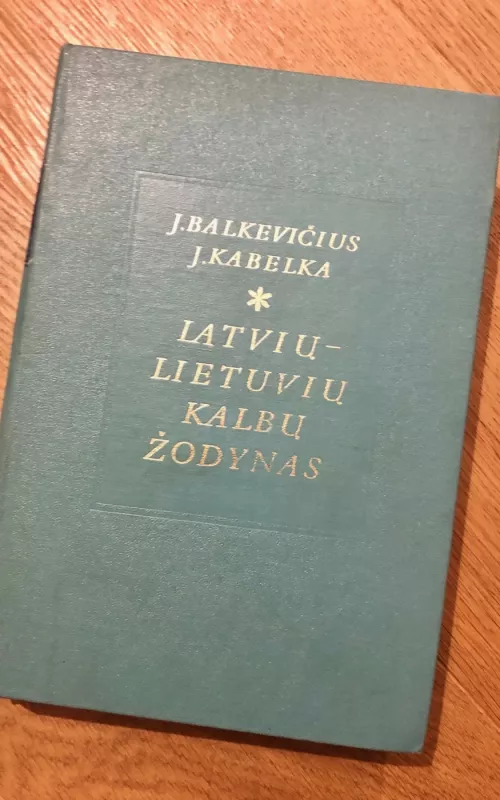 J. BALKEVIČIUS
J. KABELKA
*
LATVIŲ-
LIETUVIŲ
KALBŲ
ŽODYNAS